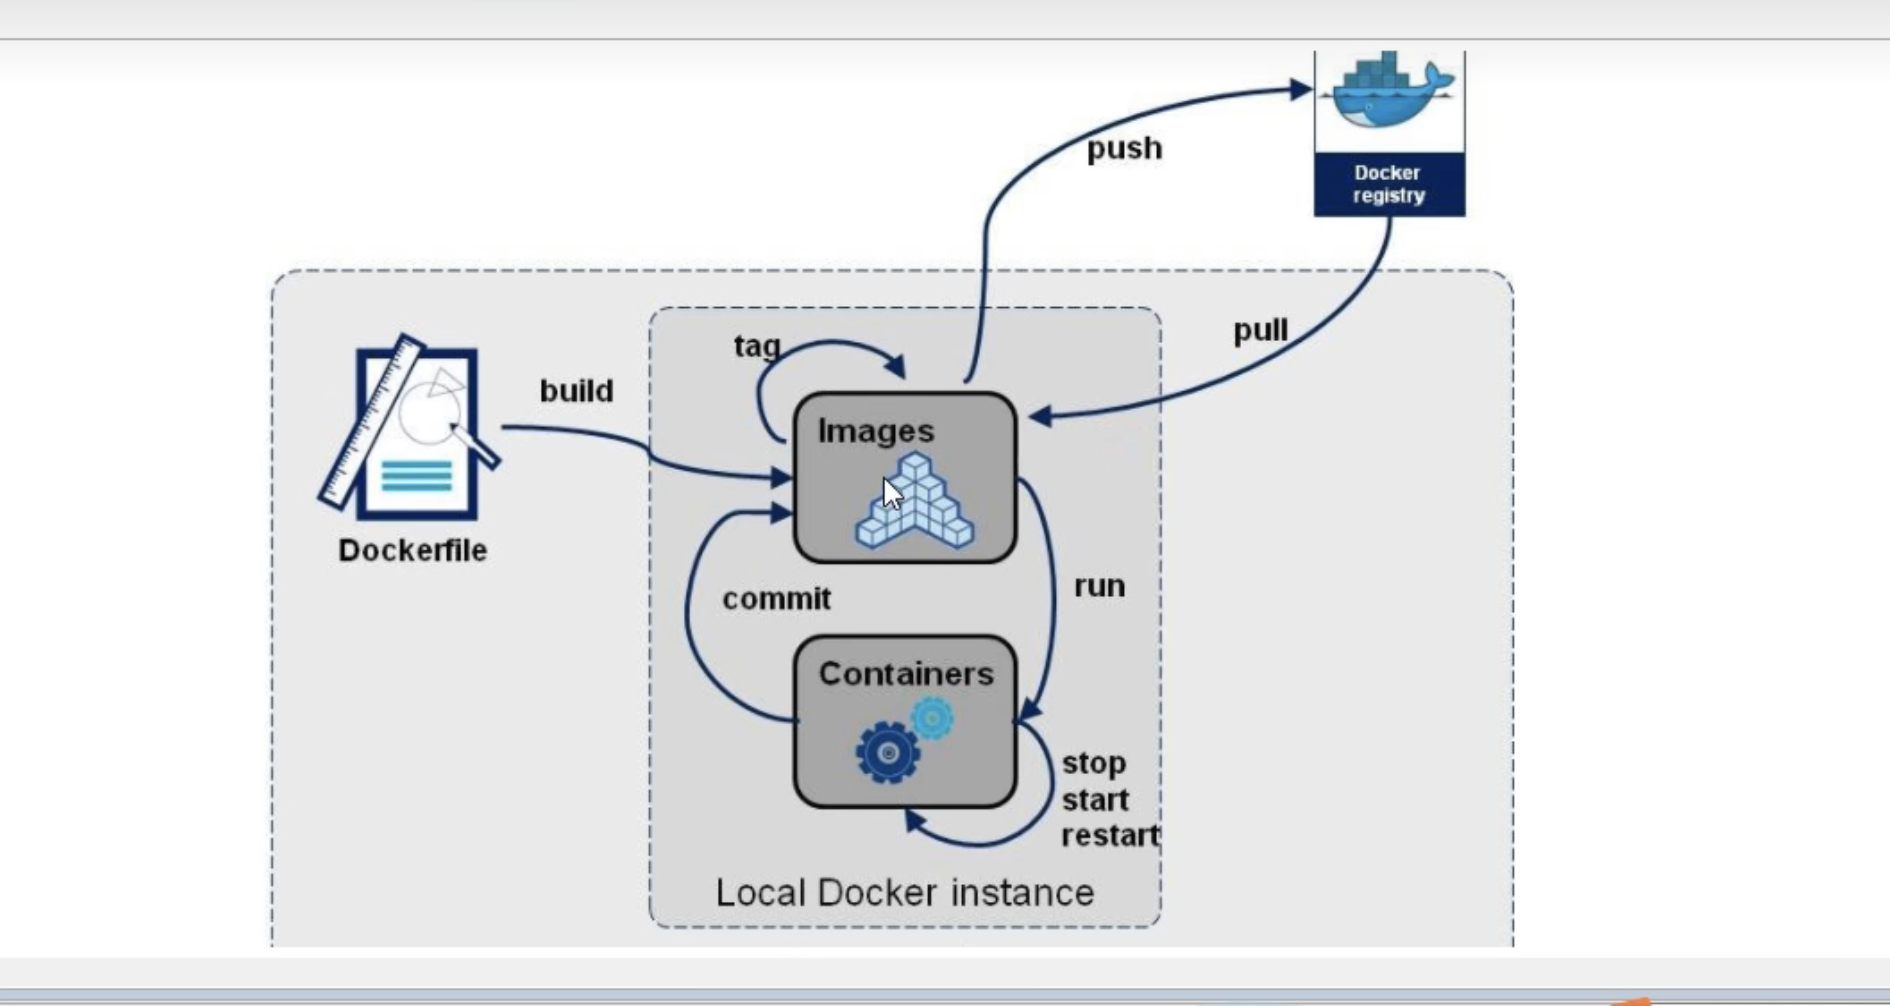 push
Docker
registry
tag
pull
build
Images
Dockerfile
commit
run
Containers
stop
start
restart
Local Docker instance